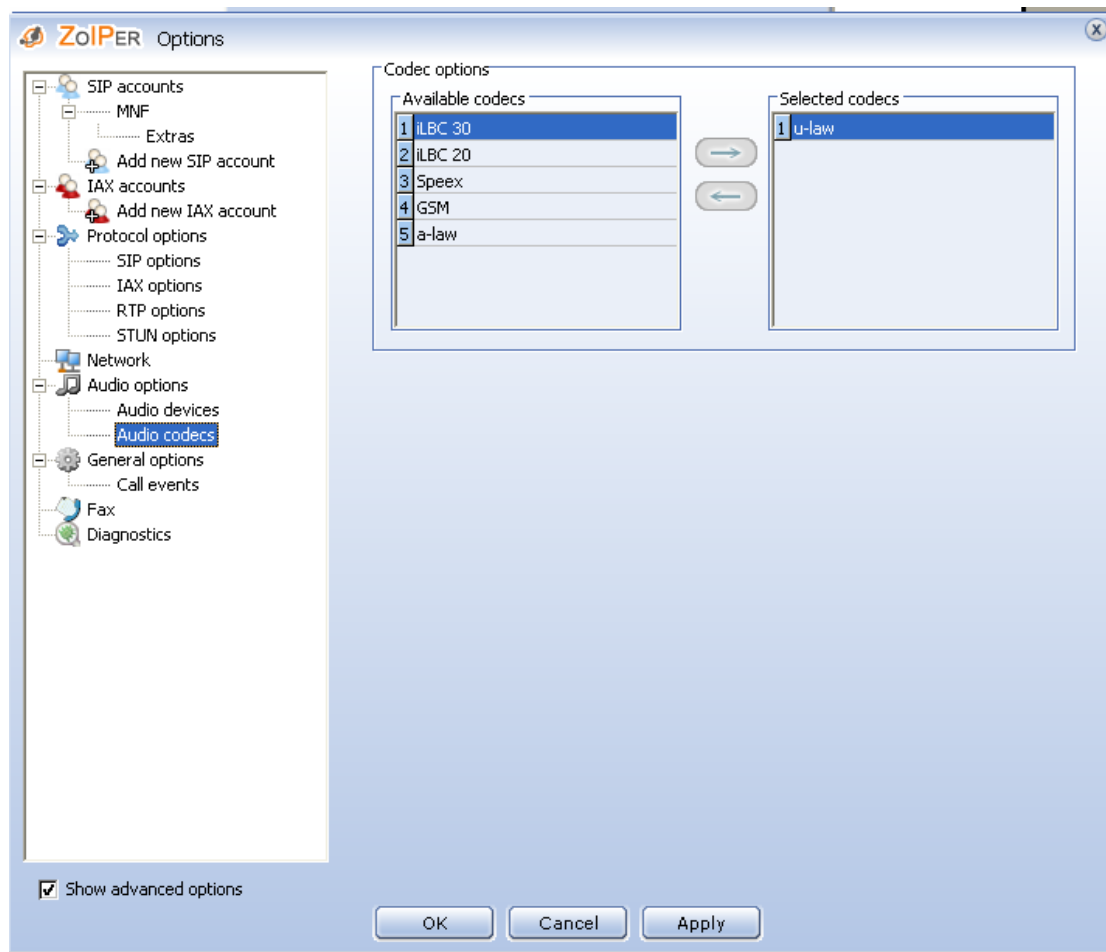 ZoIPER Options
SIP accounts
MNF
Extras
Add new SIP account
IAX accounts
Add new IAX account
Protocol options
SIP options
IAX options
RTP options
STUN options
Network
Audio options
Audio devices
Audio codecs
General options
Call events
Fax
Diagnostics
Show advanced options
Codec options
Available codecs
1 iLBC 30
2 iLBC 20
3 Speex
4 GSM
5 a-law
Selected codecs
1 u-law
OK Cancel Apply